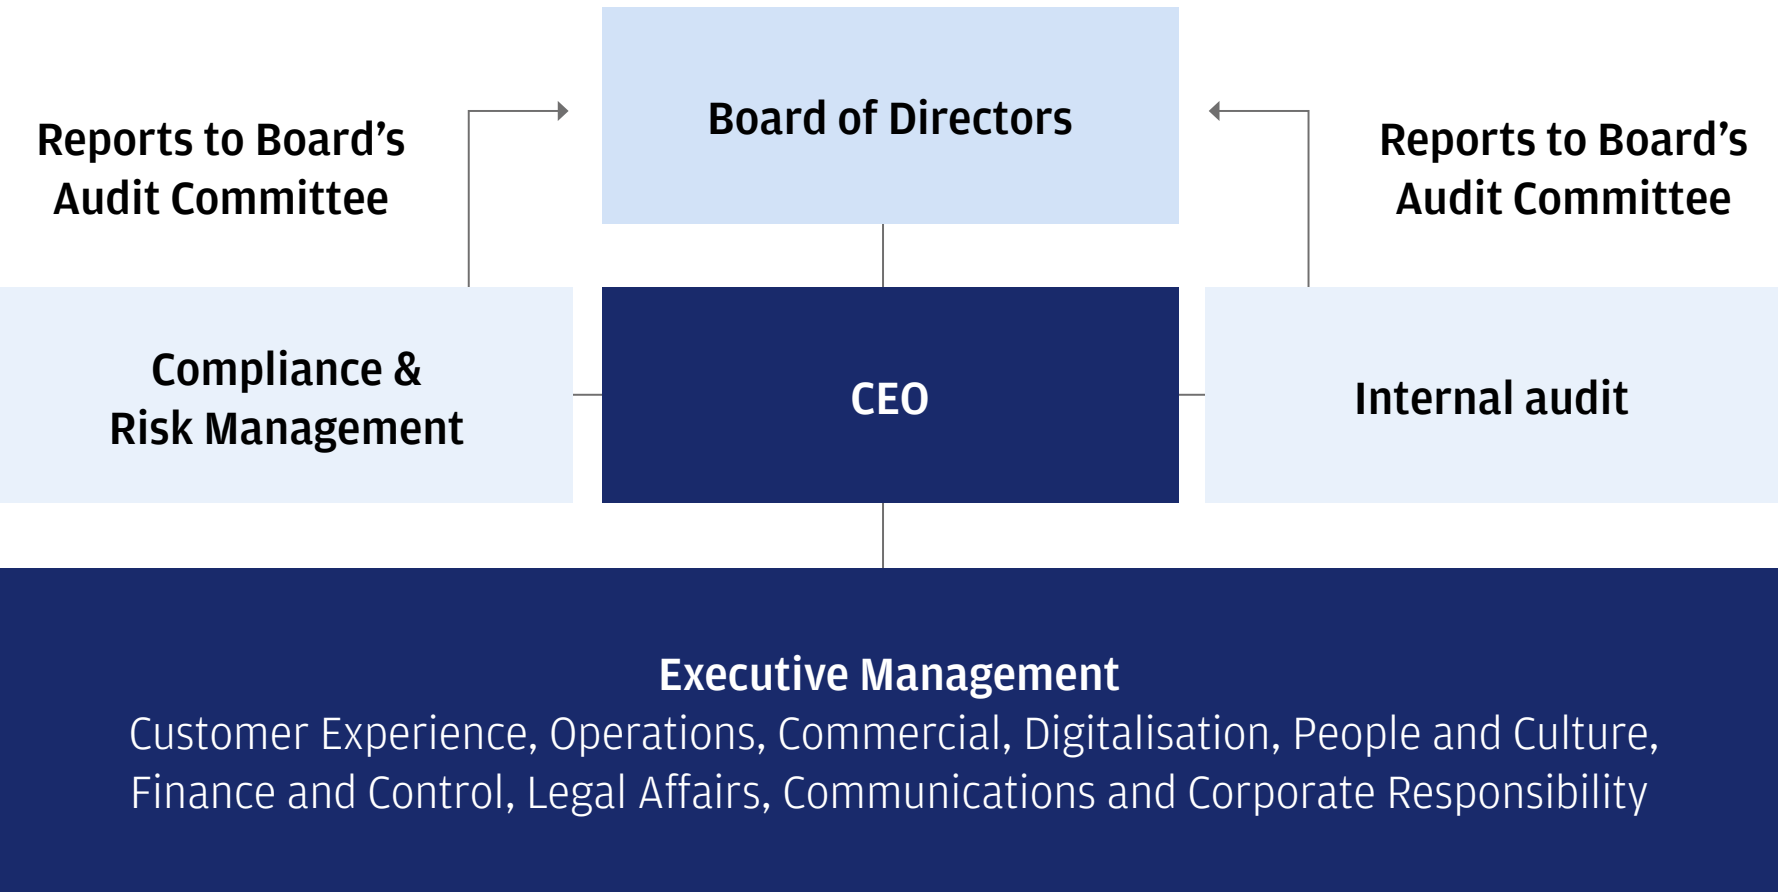 Board of Directors
Reports to Board’s
Audit Committee
Reports to Board’s
Audit Committee
Compliance &
Risk Management
CEO
Internal audit
Executive Management
Customer Experience, Operations, Commercial, Digitalisation, People and Culture,
Finance and Control, Legal Affairs, Communications and Corporate Responsibility